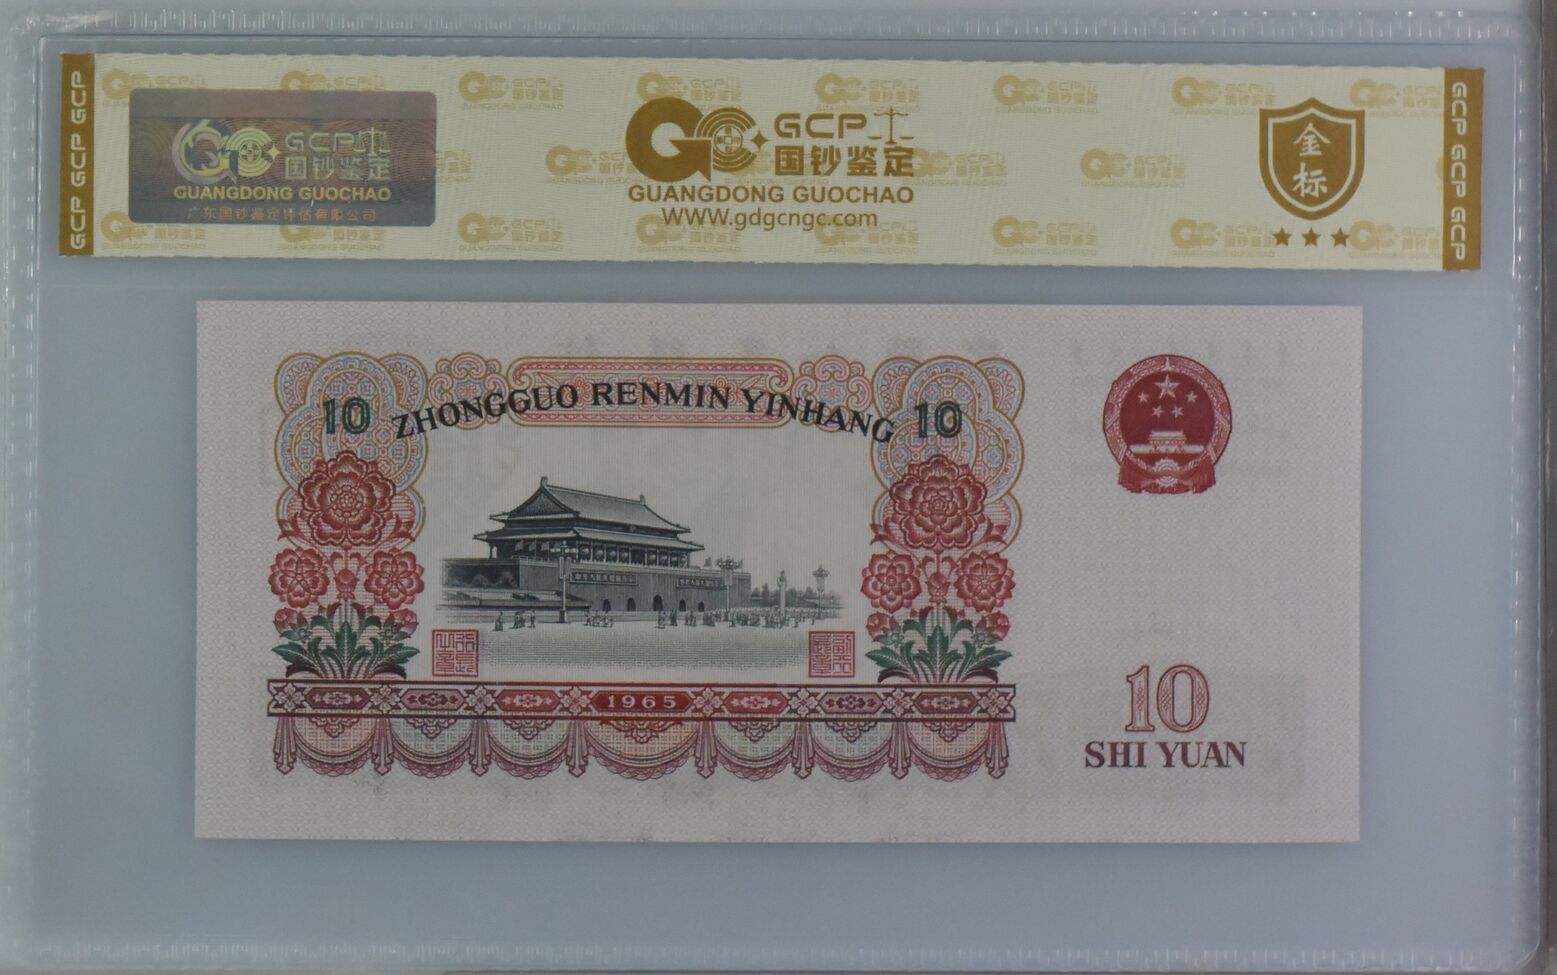 GCP GCP GCP
GCP
国钞鉴定
GUANGDONG GUOCHAO
广东国钞鉴定评估有限公司
GCP
国钞鉴定
GUANGDONG GUOCHAO
WWW.gdgcngc.com
金标
GCP GCP GCP
10 ZHONGGUO RENMIN YINHANG 10
1965
10
SHI YUAN